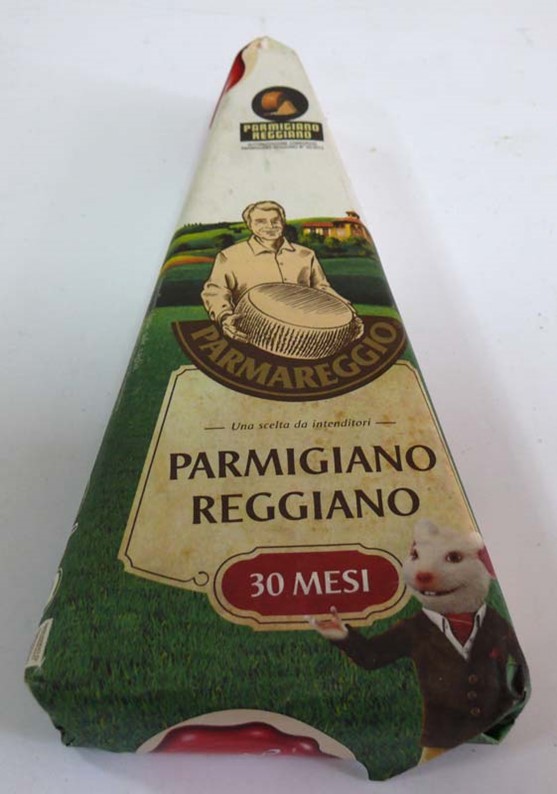 PARMIGIANO
REGGIANO
PARMAREGGIO
Una scelta da intenditori
PARMIGIANO
REGGIANO
30 MESI